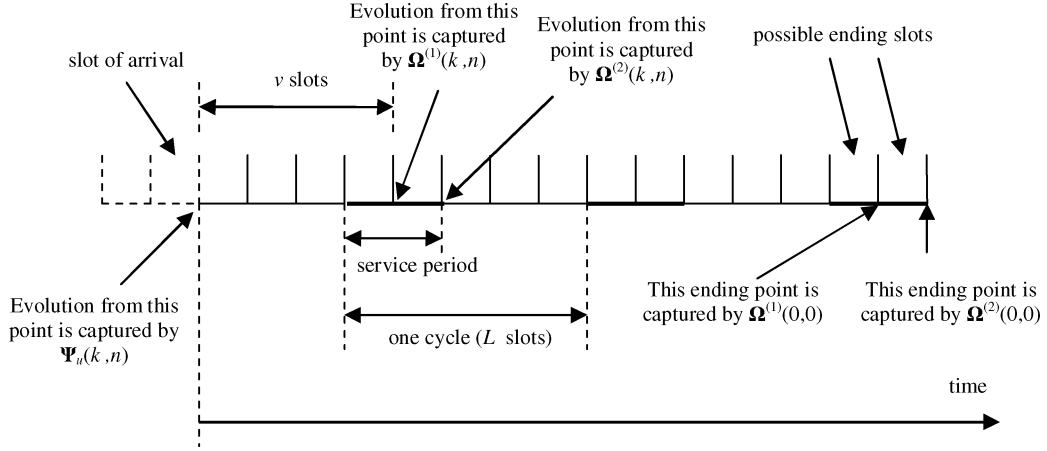 Evolution from this
point is captured
by Ω⁽¹⁾(k ,n)
Evolution from this
point is captured
by Ω⁽²⁾(k ,n)
possible ending slots
slot of arrival
v slots
service period
Evolution from this
point is captured by
Ψᵤ(k ,n)
This ending point is
captured by Ω⁽¹⁾(0,0)
This ending point is
captured by Ω⁽²⁾(0,0)
one cycle (L slots)
time